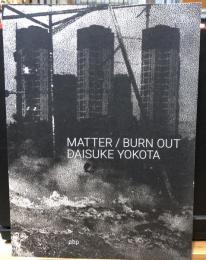 MATTER / BURN OUT
DAISUKE YOKOTA